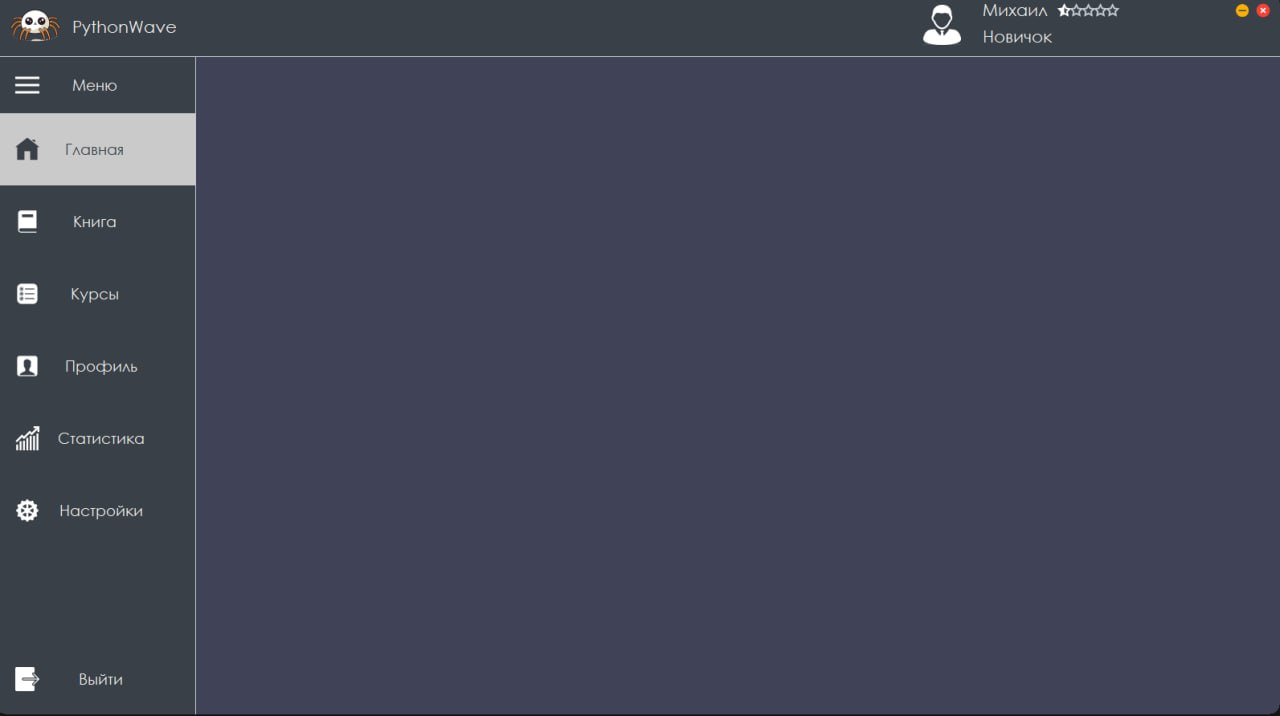 PythonWave
Михаил
Новичок
Меню
Главная
Книга
Курсы
Профиль
Статистика
Настройки
Выйти